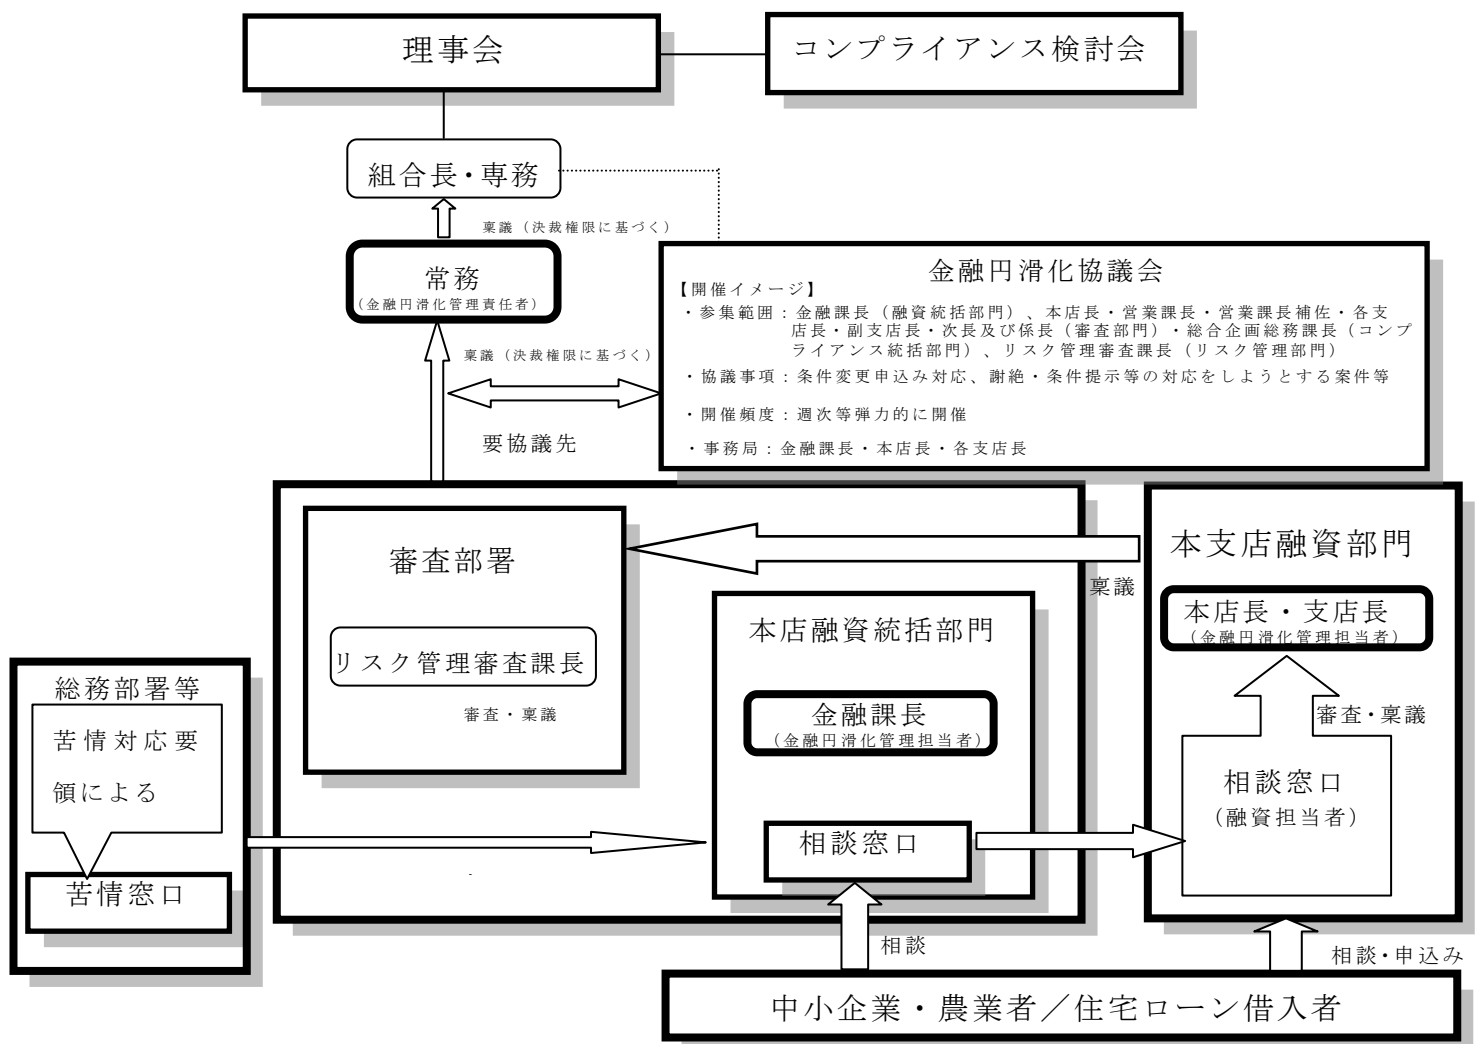 理事会
コンプライアンス検討会
組合長・専務
稟議（決裁権限に基づく）
常務
（金融円滑化管理責任者）
金融円滑化協議会
【開催イメージ】
・参集範囲：金融課長（融資統括部門）、本店長・営業課長・営業課長補佐・各支
店長・副支店長・次長及び係長（審査部門）・総合企画総務課長（コンプ
ライアンス統括部門）、リスク管理審査課長（リスク管理部門）
・協議事項：条件変更申込み対応、謝絶・条件提示等の対応をしようとする案件等
・開催頻度：週次等弾力的に開催
・事務局：金融課長・本店長・各支店長
稟議（決裁権限に基づく）
要協議先
審査部署
リスク管理審査課長
審査・稟議
本店融資統括部門
金融課長
（金融円滑化管理担当者）
相談窓口
稟議
本支店融資部門
本店長・支店長
（金融円滑化管理担当者）
審査・稟議
相談窓口
（融資担当者）
総務部署等
苦情対応要
領による
苦情窓口
相談
相談・申込み
中小企業・農業者／住宅ローン借入者